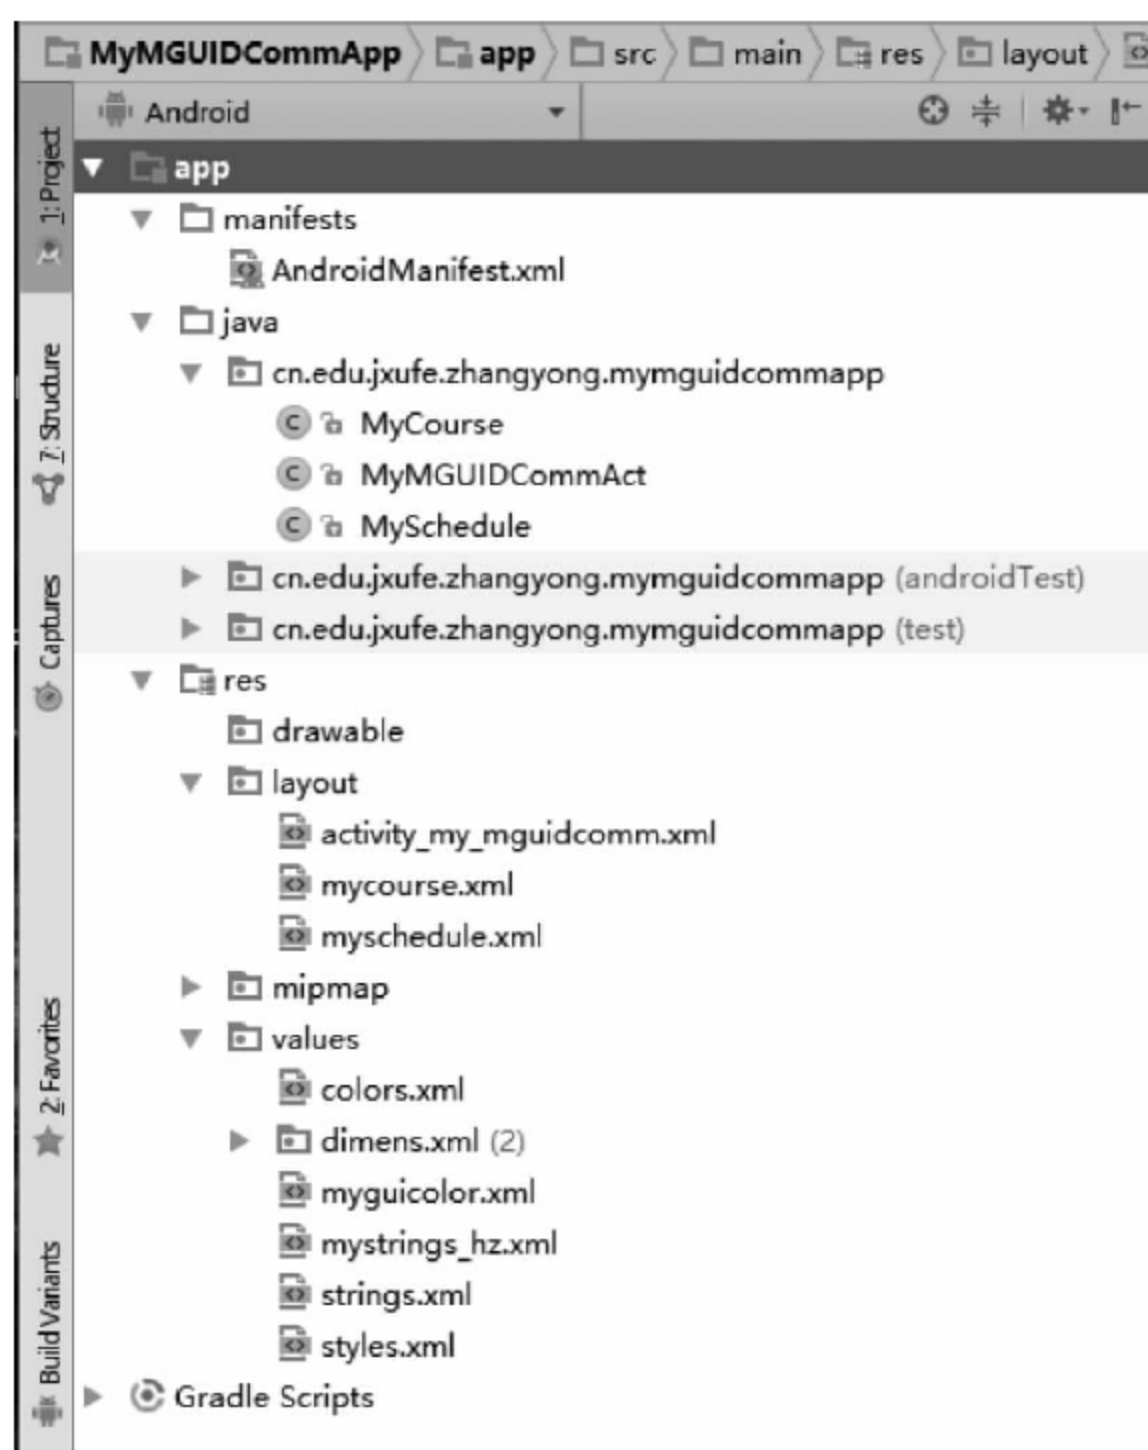 MyMGUIDCommApp app src main res layout
Android
app
manifests
AndroidManifest.xml
java
cn.edu.jxufe.zhangyong.mymguidcommapp
MyCourse
MyMGUIDCommAct
MySchedule
cn.edu.jxufe.zhangyong.mymguidcommapp (androidTest)
cn.edu.jxufe.zhangyong.mymguidcommapp (test)
res
drawable
layout
activity_my_mguidcomm.xml
mycourse.xml
myschedule.xml
mipmap
values
colors.xml
dimens.xml (2)
myguicolor.xml
mystrings_hz.xml
strings.xml
styles.xml
Gradle Scripts
1: Project
7: Structure
Captures
2: Favorites
Build Variants